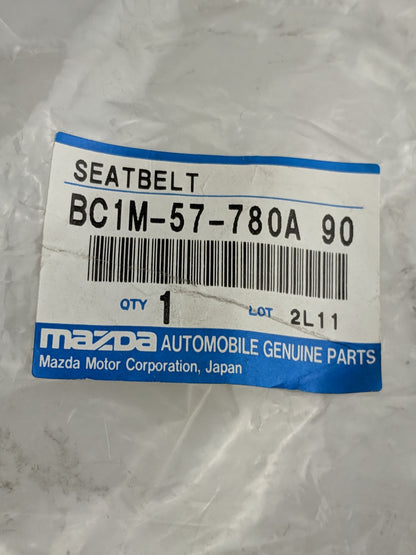 SEATBELT
BC1M-57-780A 90
QTY 1 LOT 2L11
mazda AUTOMOBILE GENUINE PARTS
Mazda Motor Corporation, Japan